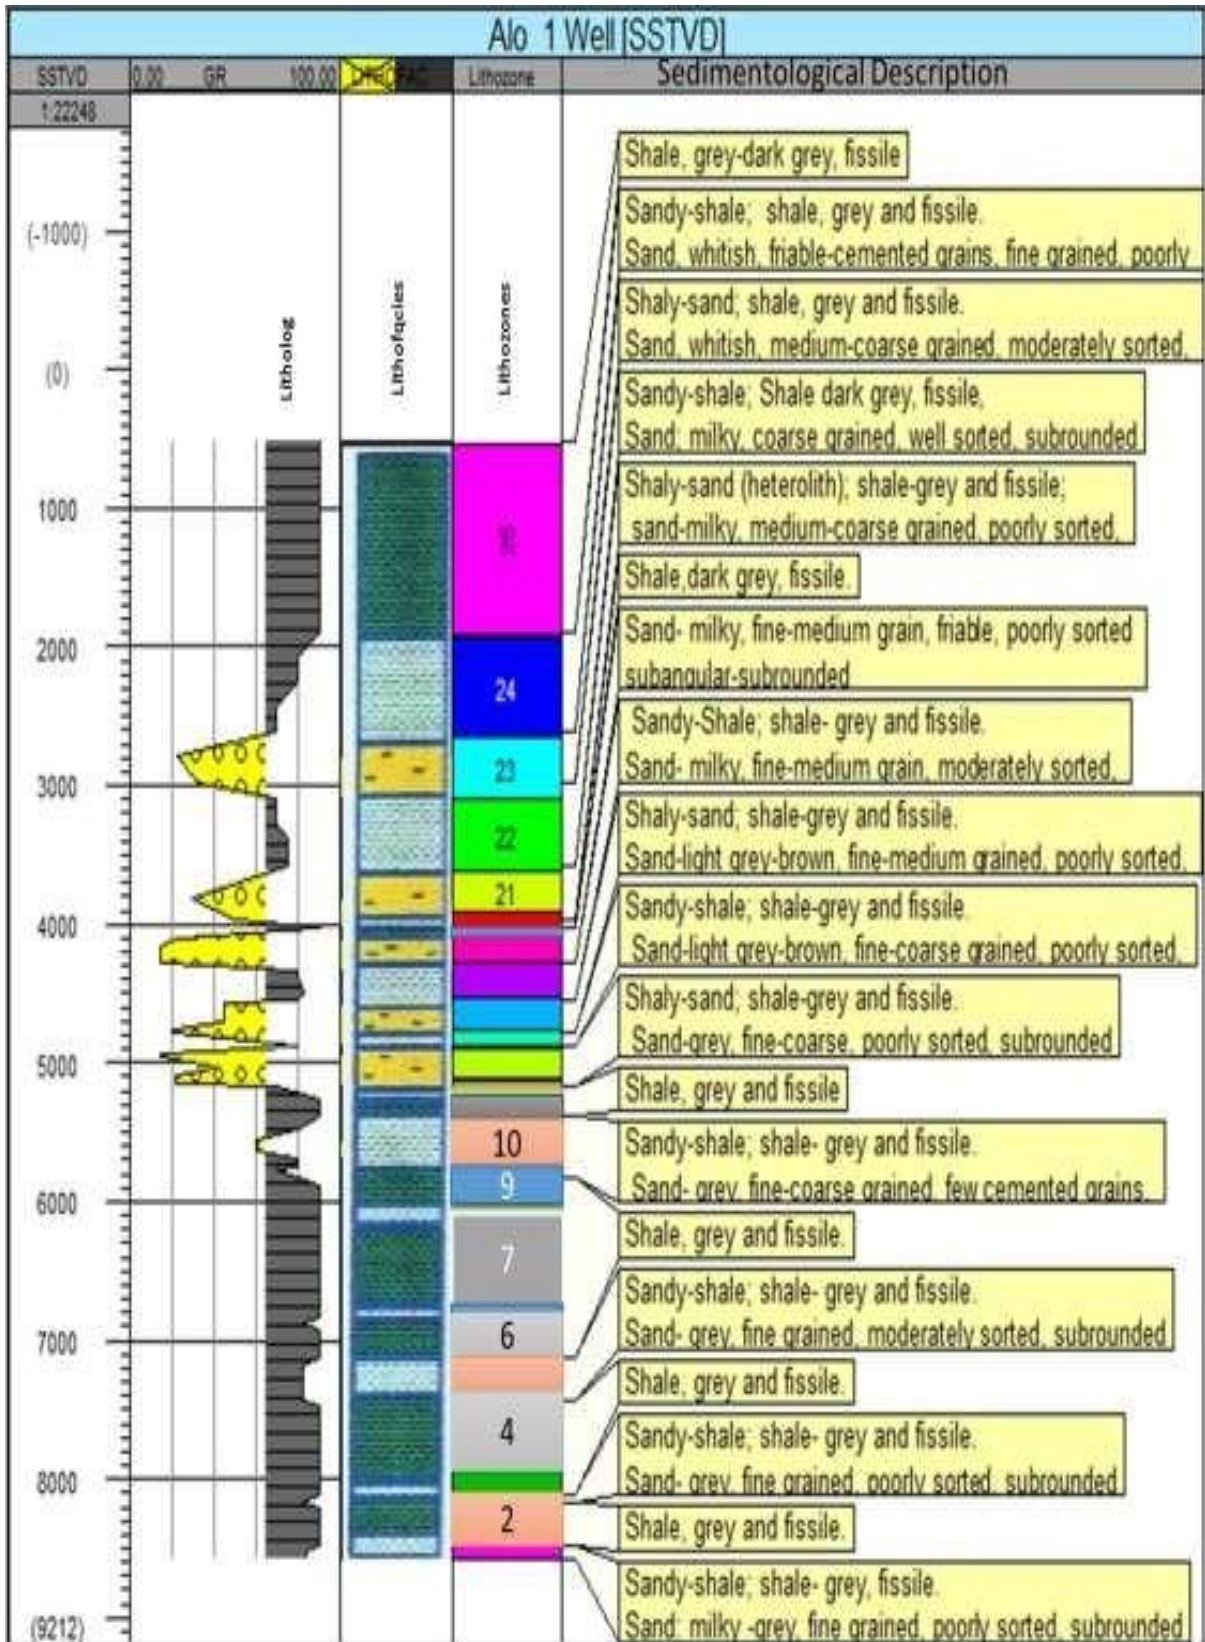 Alo 1 Well [SSTVD]
SSTVD 0.00 GR 100.00 Lithozone Sedimentological Description
1:22248
Shale, grey-dark grey, fissile
Sandy-shale; shale, grey and fissile.
Sand, whitish, friable-cemented grains, fine grained, poorly
Shaly-sand; shale, grey and fissile.
Sand, whitish, medium-coarse grained, moderately sorted,
Sandy-shale; Shale dark grey, fissile,
Sand; milky, coarse grained, well sorted, subrounded
Shaly-sand (heterolith); shale-grey and fissile;
sand-milky, medium-coarse grained, poorly sorted,
Shale,dark grey, fissile.
Sand- milky, fine-medium grain, friable, poorly sorted
subangular-subrounded
Sandy-Shale; shale- grey and fissile.
Sand- milky, fine-medium grain, moderately sorted,
Shaly-sand; shale-grey and fissile.
Sand-light grey-brown, fine-medium grained, poorly sorted,
Sandy-shale; shale-grey and fissile.
Sand-light grey-brown, fine-coarse grained, poorly sorted,
Shaly-sand; shale-grey and fissile.
Sand-grey, fine-coarse, poorly sorted, subrounded
Shale, grey and fissile
Sandy-shale; shale- grey and fissile.
Sand- grey, fine-coarse grained, few cemented grains,
Shale, grey and fissile.
Sandy-shale; shale- grey and fissile.
Sand- grey, fine grained, moderately sorted, subrounded
Shale, grey and fissile.
Sandy-shale; shale- grey and fissile.
Sand- grey, fine grained, poorly sorted, subrounded
Shale, grey and fissile.
Sandy-shale; shale- grey, fissile.
Sand; milky -grey, fine grained, poorly sorted, subrounded
(-1000)
(0)
1000
2000
3000
4000
5000
6000
7000
8000
(9212)
Litholog
Lithofqcies
Lithozones
24
23
22
21
10
9
7
6
4
2